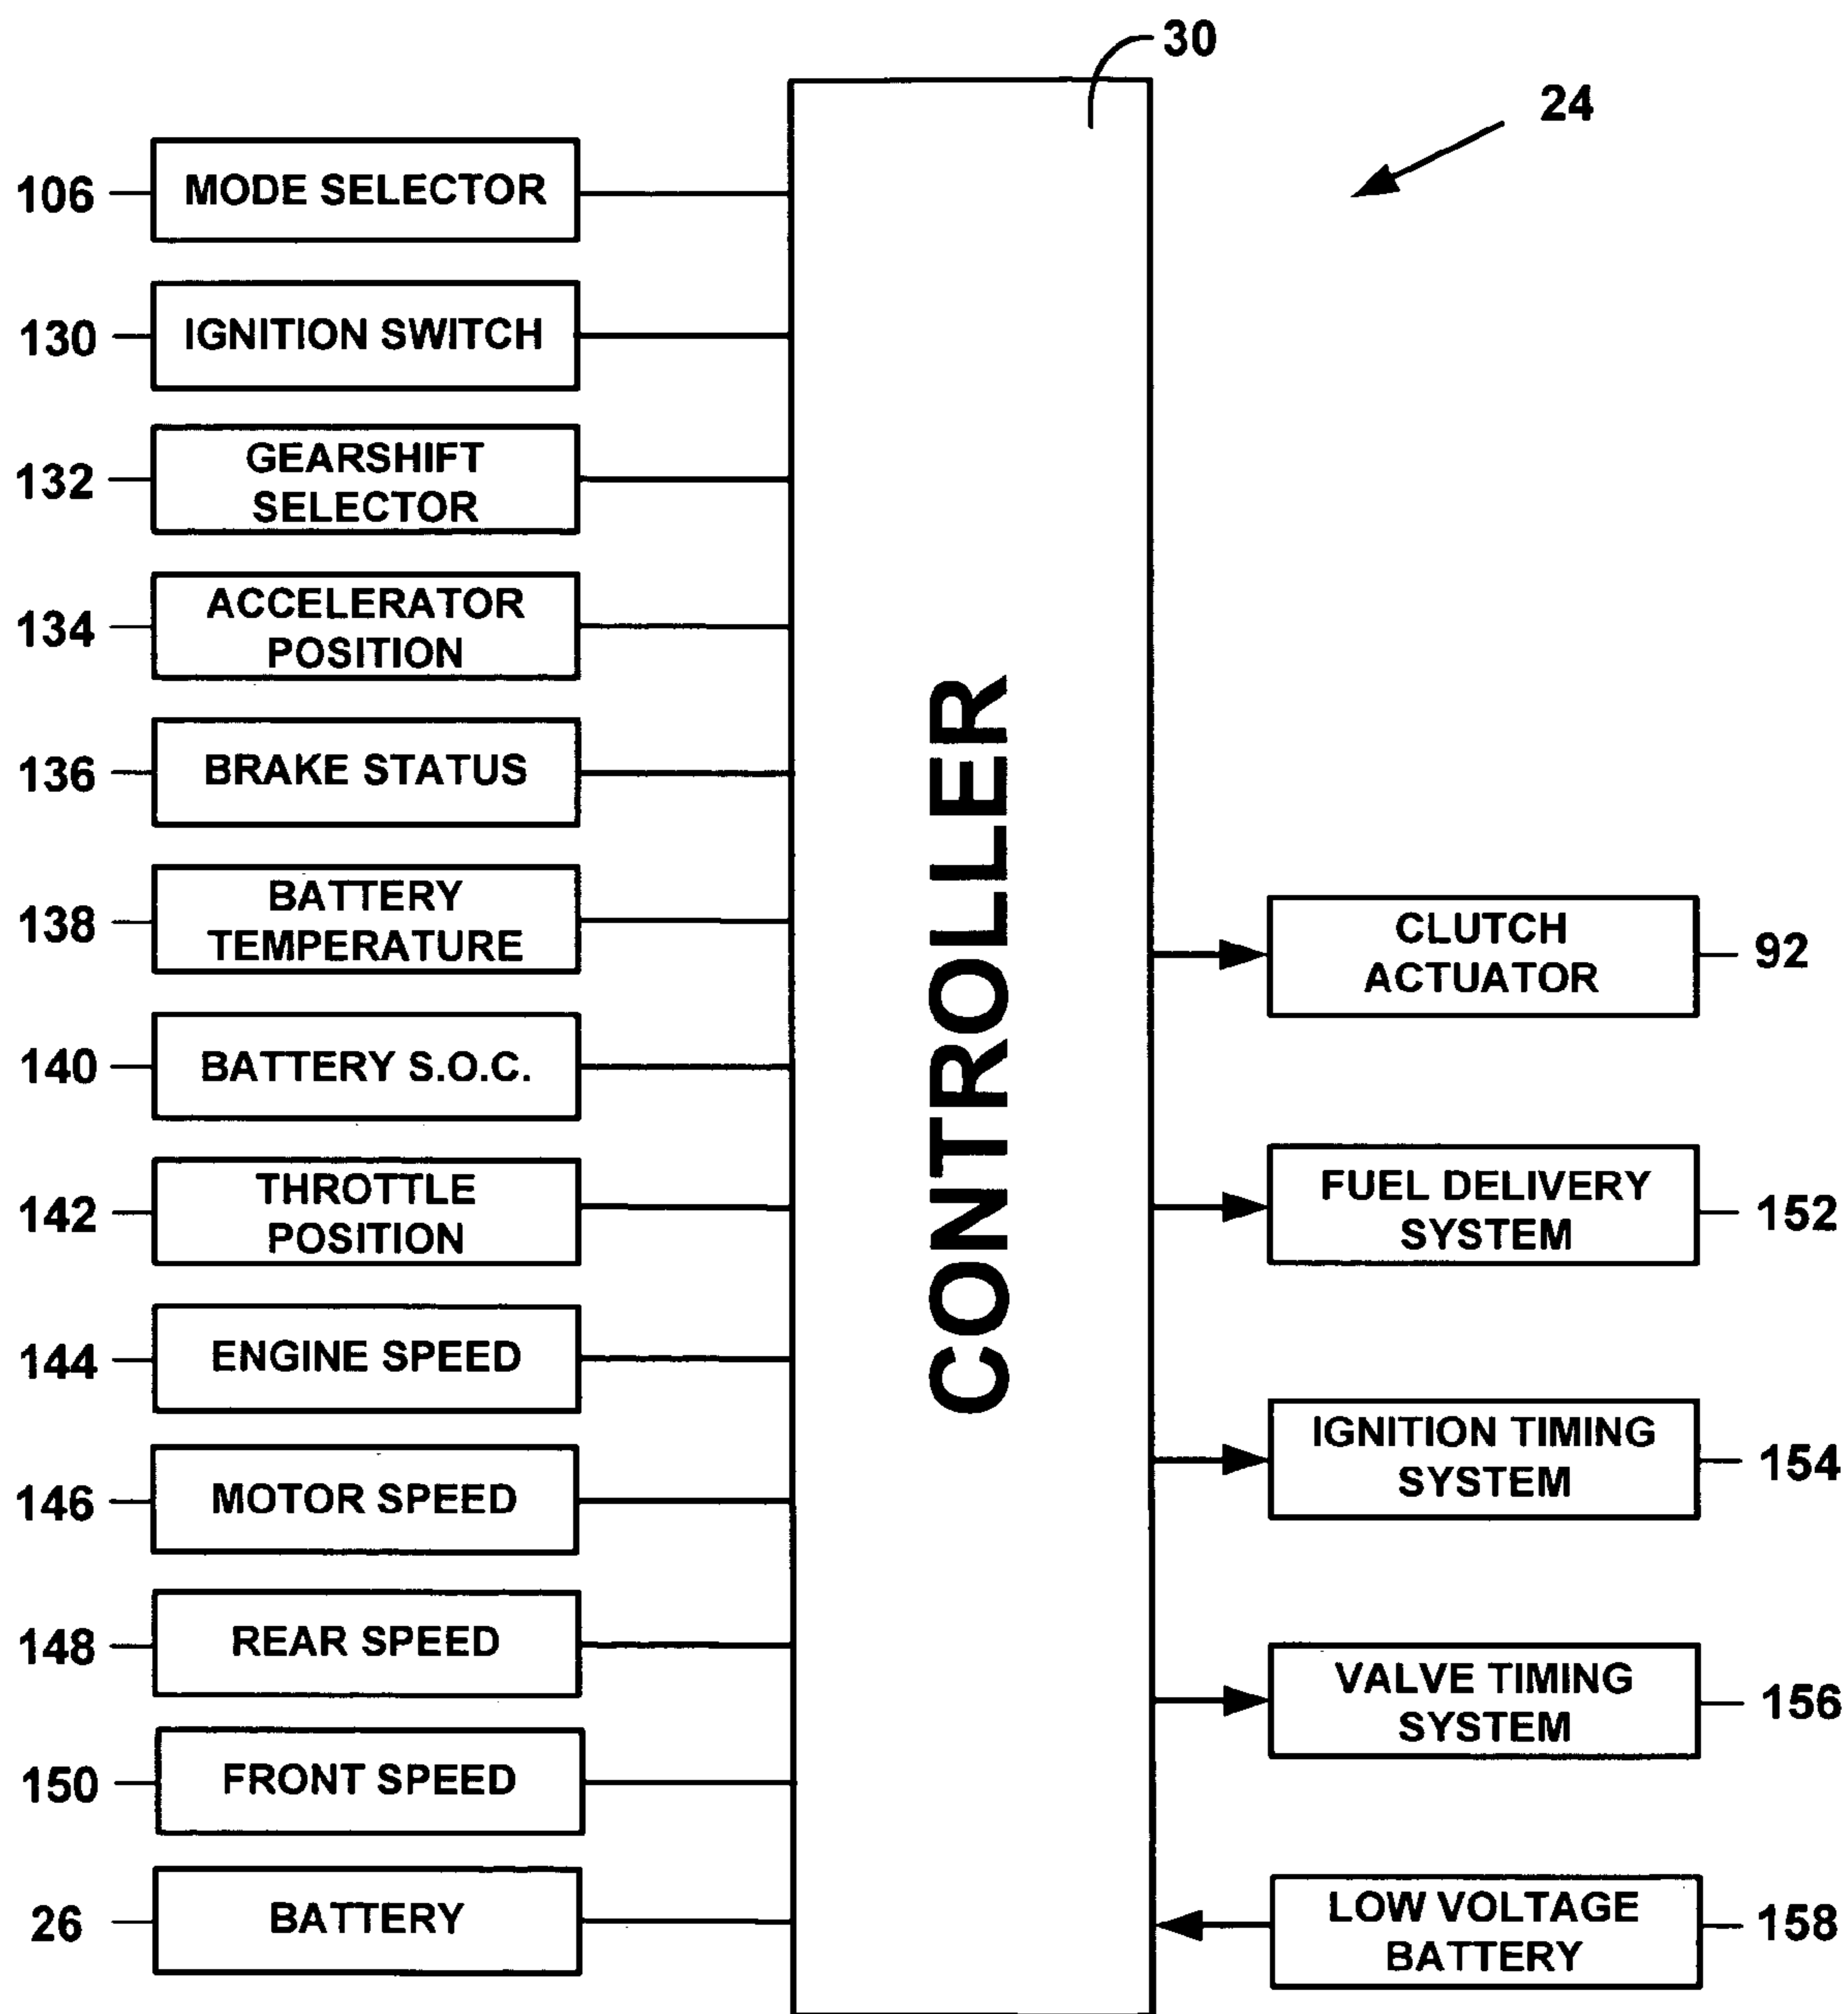 30
24
106
MODE SELECTOR
130
IGNITION SWITCH
132
GEARSHIFT
SELECTOR
134
ACCELERATOR
POSITION
136
BRAKE STATUS
138
BATTERY
TEMPERATURE
140
BATTERY S.O.C.
142
THROTTLE
POSITION
144
ENGINE SPEED
146
MOTOR SPEED
148
REAR SPEED
150
FRONT SPEED
26
BATTERY
CONTROLLER
CLUTCH
ACTUATOR
92
FUEL DELIVERY
SYSTEM
152
IGNITION TIMING
SYSTEM
154
VALVE TIMING
SYSTEM
156
LOW VOLTAGE
BATTERY
158